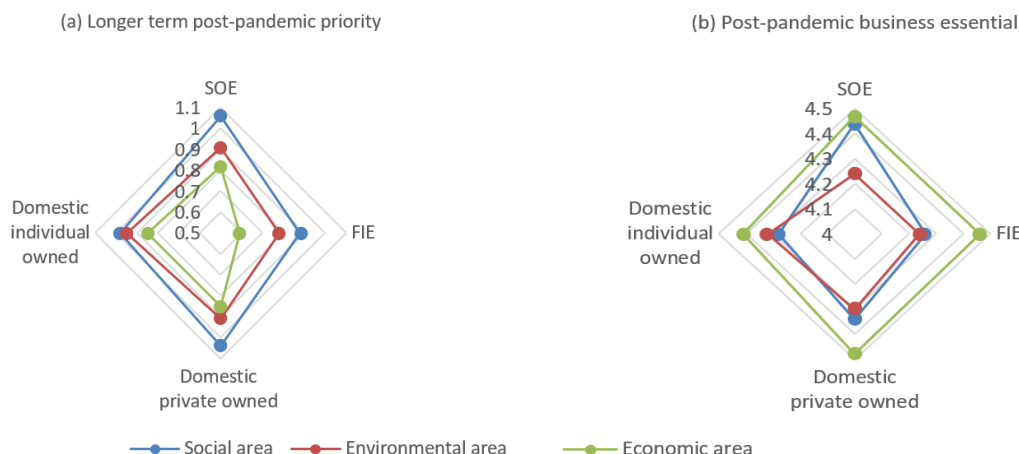 (a) Longer term post-pandemic priority
SOE
1.1
1
0.9
0.8
0.7
0.6
0.5
Domestic
individual
owned
FIE
Domestic
private owned
(b) Post-pandemic business essential
SOE
4.5
4.4
4.3
4.2
4.1
4
Domestic
individual
owned
FIE
Domestic
private owned
Social area
Environmental area
Economic area